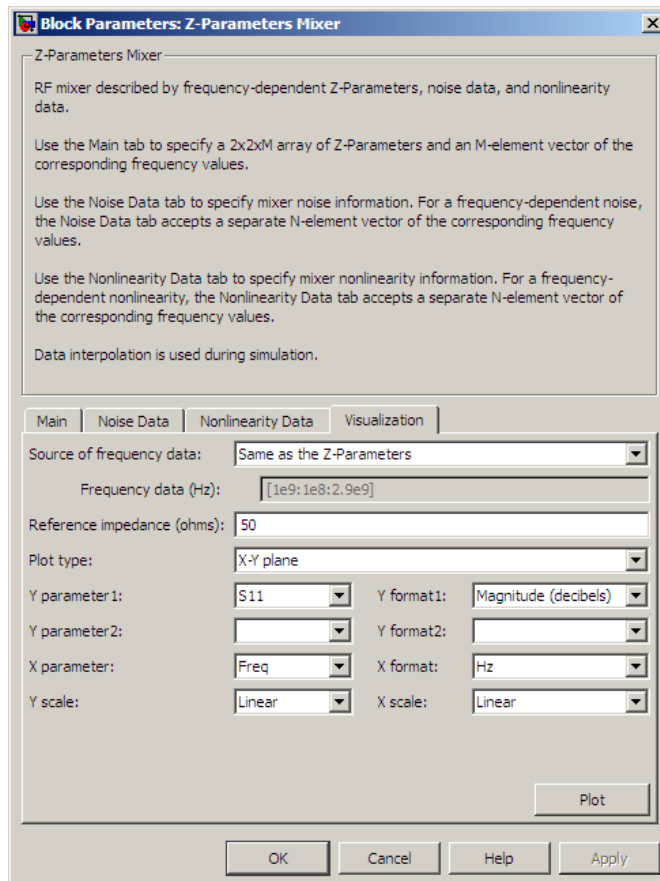 Block Parameters: Z-Parameters Mixer
Z-Parameters Mixer
RF mixer described by frequency-dependent Z-Parameters, noise data, and nonlinearity
data.
Use the Main tab to specify a 2x2xM array of Z-Parameters and an M-element vector of the
corresponding frequency values.
Use the Noise Data tab to specify mixer noise information. For a frequency-dependent noise,
the Noise Data tab accepts a separate N-element vector of the corresponding frequency
values.
Use the Nonlinearity Data tab to specify mixer nonlinearity information. For a frequency-
dependent nonlinearity, the Nonlinearity Data tab accepts a separate N-element vector of
the corresponding frequency values.
Data interpolation is used during simulation.
Main Noise Data Nonlinearity Data Visualization
Source of frequency data: Same as the Z-Parameters
Frequency data (Hz): [1e9:1e8:2.9e9]
Reference impedance (ohms): 50
Plot type: X-Y plane
Y parameter1: S11 Y format1: Magnitude (decibels)
Y parameter2: Y format2:
X parameter: Freq X format: Hz
Y scale: Linear X scale: Linear
Plot
OK Cancel Help Apply